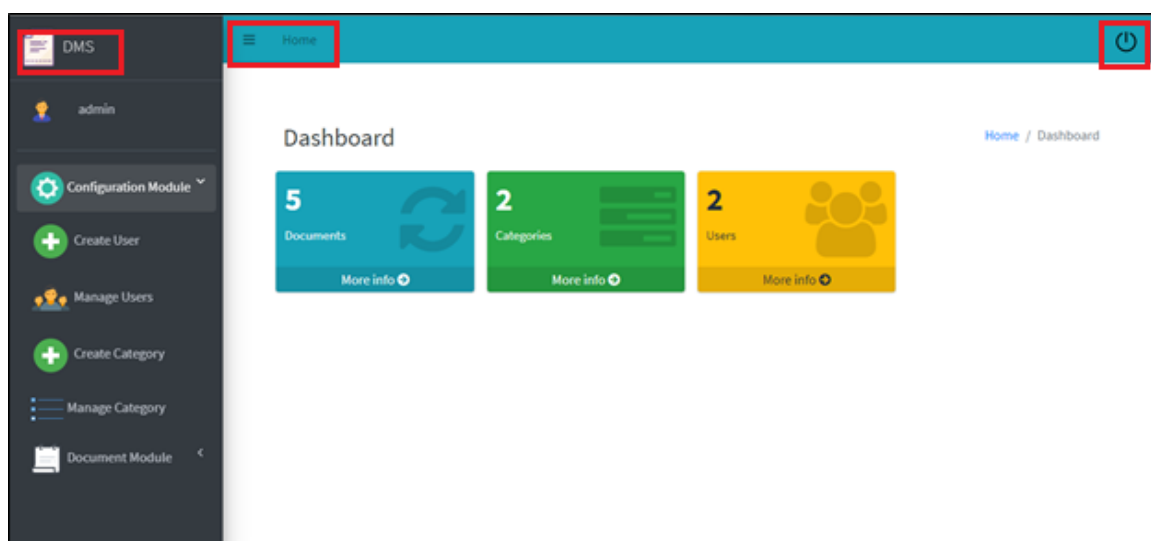 DMS
Home
admin
Dashboard
Home / Dashboard
Configuration Module
Create User
Manage Users
Create Category
Manage Category
Document Module
5
Documents
More info
2
Categories
More info
2
Users
More info